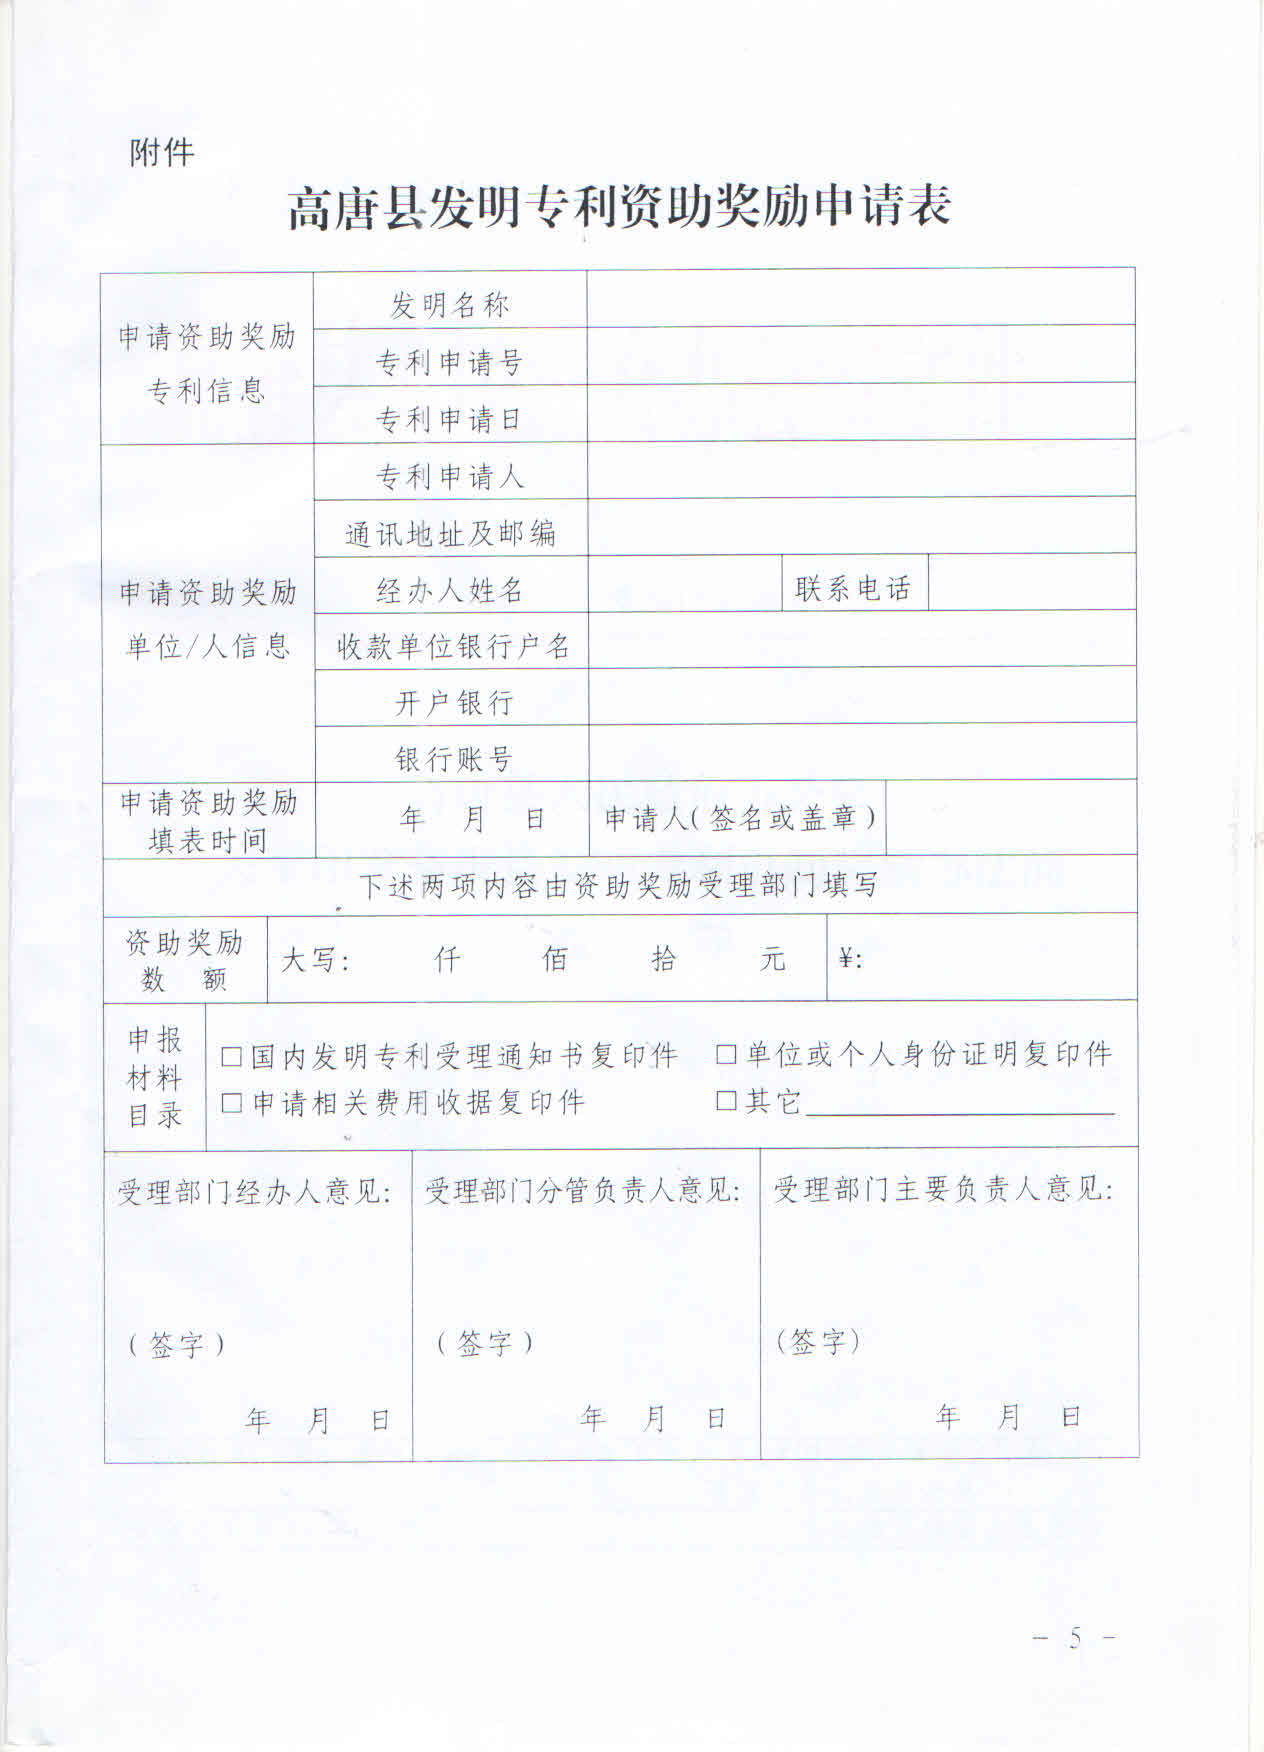 附件
高唐县发明专利资助奖励申请表
申请资助奖励
专利信息
发明名称
专利申请号
专利申请日
申请资助奖励
单位/人信息
专利申请人
通讯地址及邮编
经办人姓名 联系电话
收款单位银行户名
开户银行
银行账号
申请资助奖励
填表时间
年 月 日 申请人(签名或盖章)
下述两项内容由资助奖励受理部门填写
资助奖励
数 额
大写: 仟 佰 拾 元 ¥:
申报
材料
目录
□国内发明专利受理通知书复印件 □单位或个人身份证明复印件
□申请相关费用收据复印件 □其它
受理部门经办人意见: 受理部门分管负责人意见: 受理部门主要负责人意见:
(签字) (签字) (签字)
年 月 日 年 月 日 年 月 日
- 5 -